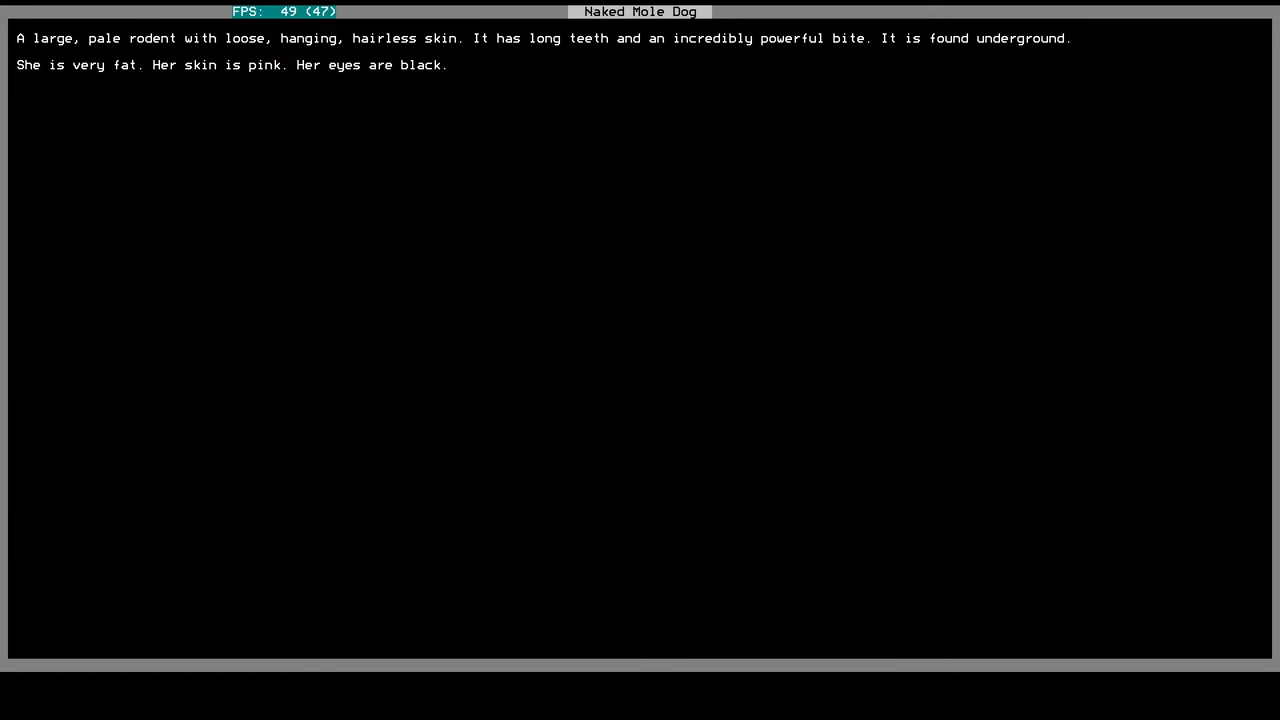 FPS: 49 (47) Naked Mole Dog
A large, pale rodent with loose, hanging, hairless skin. It has long teeth and an incredibly powerful bite. It is found underground.
She is very fat. Her skin is pink. Her eyes are black.